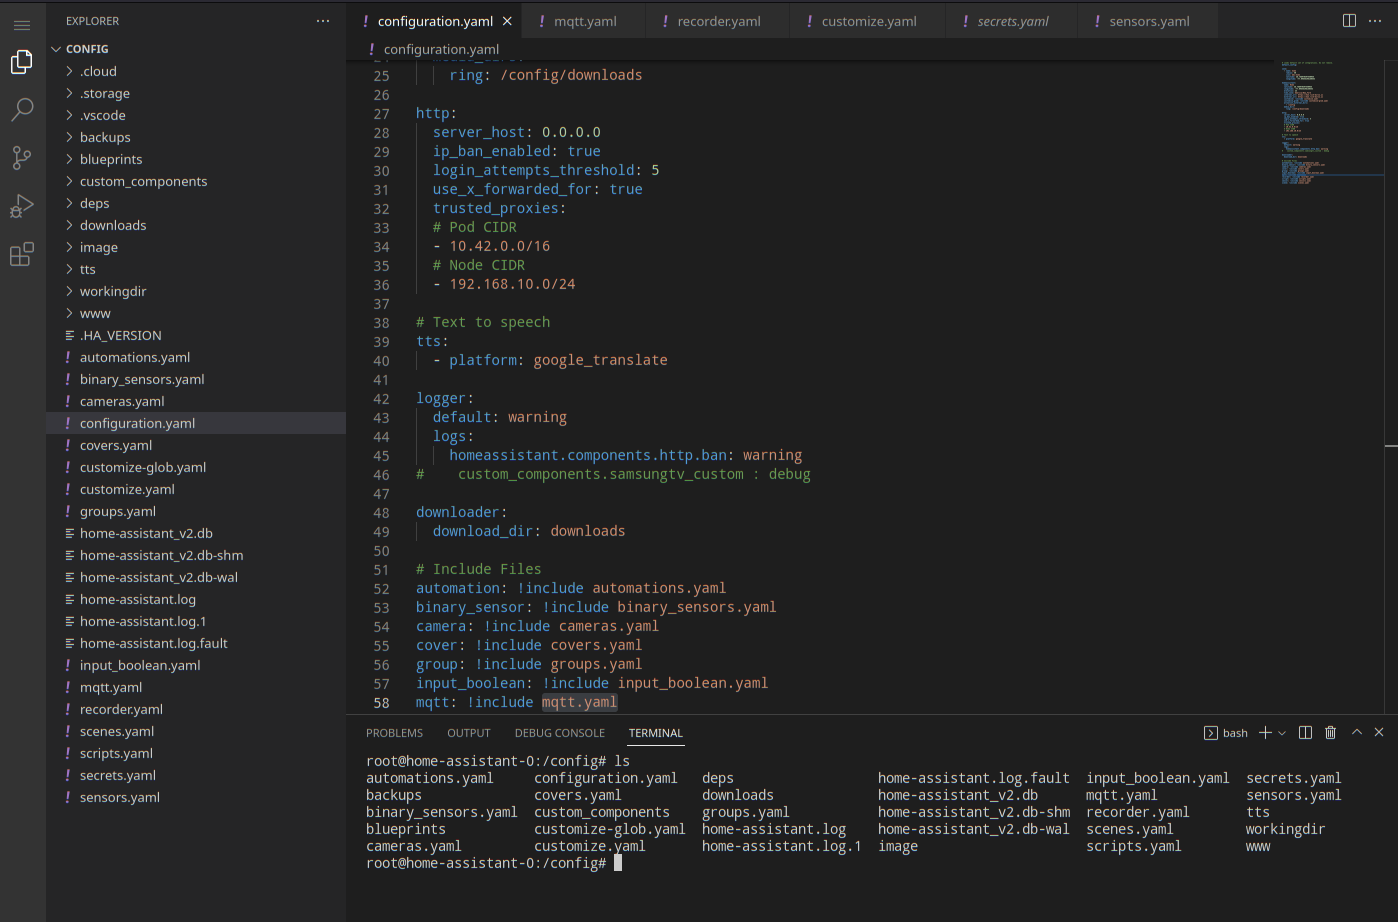 EXPLORER
CONFIG
.cloud
.storage
.vscode
backups
blueprints
custom_components
deps
downloads
image
tts
workingdir
www
.HA_VERSION
! automations.yaml
! binary_sensors.yaml
! cameras.yaml
! configuration.yaml
! covers.yaml
! customize-glob.yaml
! customize.yaml
! groups.yaml
home-assistant_v2.db
home-assistant_v2.db-shm
home-assistant_v2.db-wal
home-assistant.log
home-assistant.log.1
home-assistant.log.fault
! input_boolean.yaml
! mqtt.yaml
! recorder.yaml
! scenes.yaml
! scripts.yaml
! secrets.yaml
! sensors.yaml
! configuration.yaml ! mqtt.yaml ! recorder.yaml ! customize.yaml ! secrets.yaml ! sensors.yaml
! configuration.yaml
25 ring: /config/downloads
26
27 http:
28 server_host: 0.0.0.0
29 ip_ban_enabled: true
30 login_attempts_threshold: 5
31 use_x_forwarded_for: true
32 trusted_proxies:
33 # Pod CIDR
34 - 10.42.0.0/16
35 # Node CIDR
36 - 192.168.10.0/24
37
38 # Text to speech
39 tts:
40 - platform: google_translate
41
42 logger:
43 default: warning
44 logs:
45 homeassistant.components.http.ban: warning
46 # custom_components.samsungtv_custom : debug
47
48 downloader:
49 download_dir: downloads
50
51 # Include Files
52 automation: !include automations.yaml
53 binary_sensor: !include binary_sensors.yaml
54 camera: !include cameras.yaml
55 cover: !include covers.yaml
56 group: !include groups.yaml
57 input_boolean: !include input_boolean.yaml
58 mqtt: !include mqtt.yaml
PROBLEMS OUTPUT DEBUG CONSOLE TERMINAL bash
root@home-assistant-0:/config# ls
automations.yaml configuration.yaml deps home-assistant.log.fault input_boolean.yaml secrets.yaml
backups covers.yaml downloads home-assistant_v2.db mqtt.yaml sensors.yaml
binary_sensors.yaml custom_components groups.yaml home-assistant_v2.db-shm recorder.yaml tts
blueprints customize-glob.yaml home-assistant.log home-assistant_v2.db-wal scenes.yaml workingdir
cameras.yaml customize.yaml home-assistant.log.1 image scripts.yaml www
root@home-assistant-0:/config#